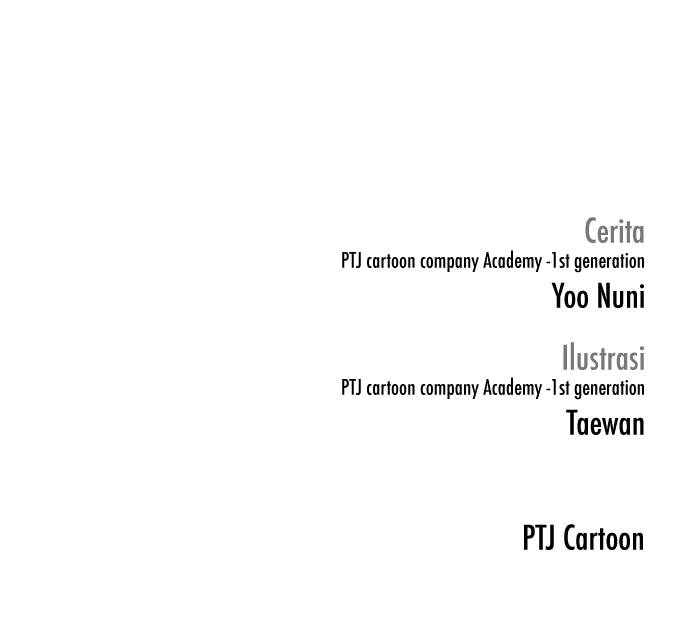 Cerita
PTJ cartoon company Academy -1st generation
Yoo Nuni
Ilustrasi
PTJ cartoon company Academy -1st generation
Taewan
PTJ Cartoon